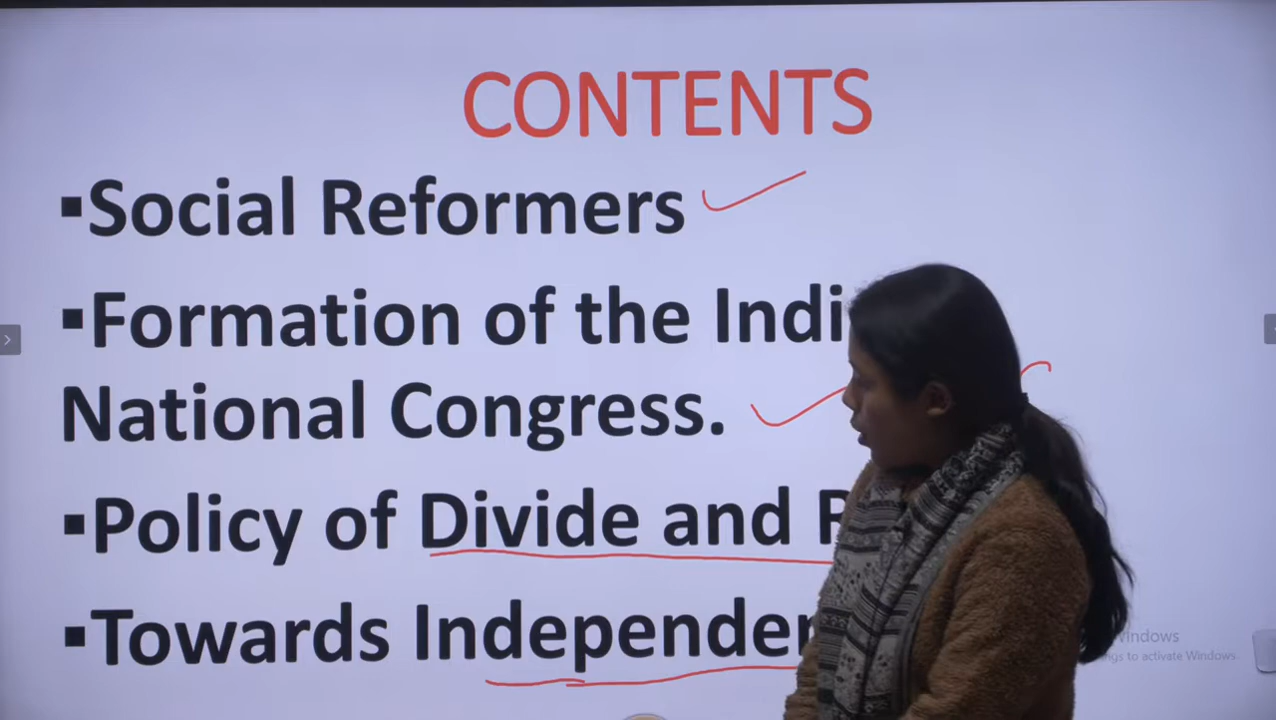 CONTENTS
▪Social Reformers
▪Formation of the Indi
National Congress.
▪Policy of Divide and R
▪Towards Independen
Windows
ngs to activate Windows.